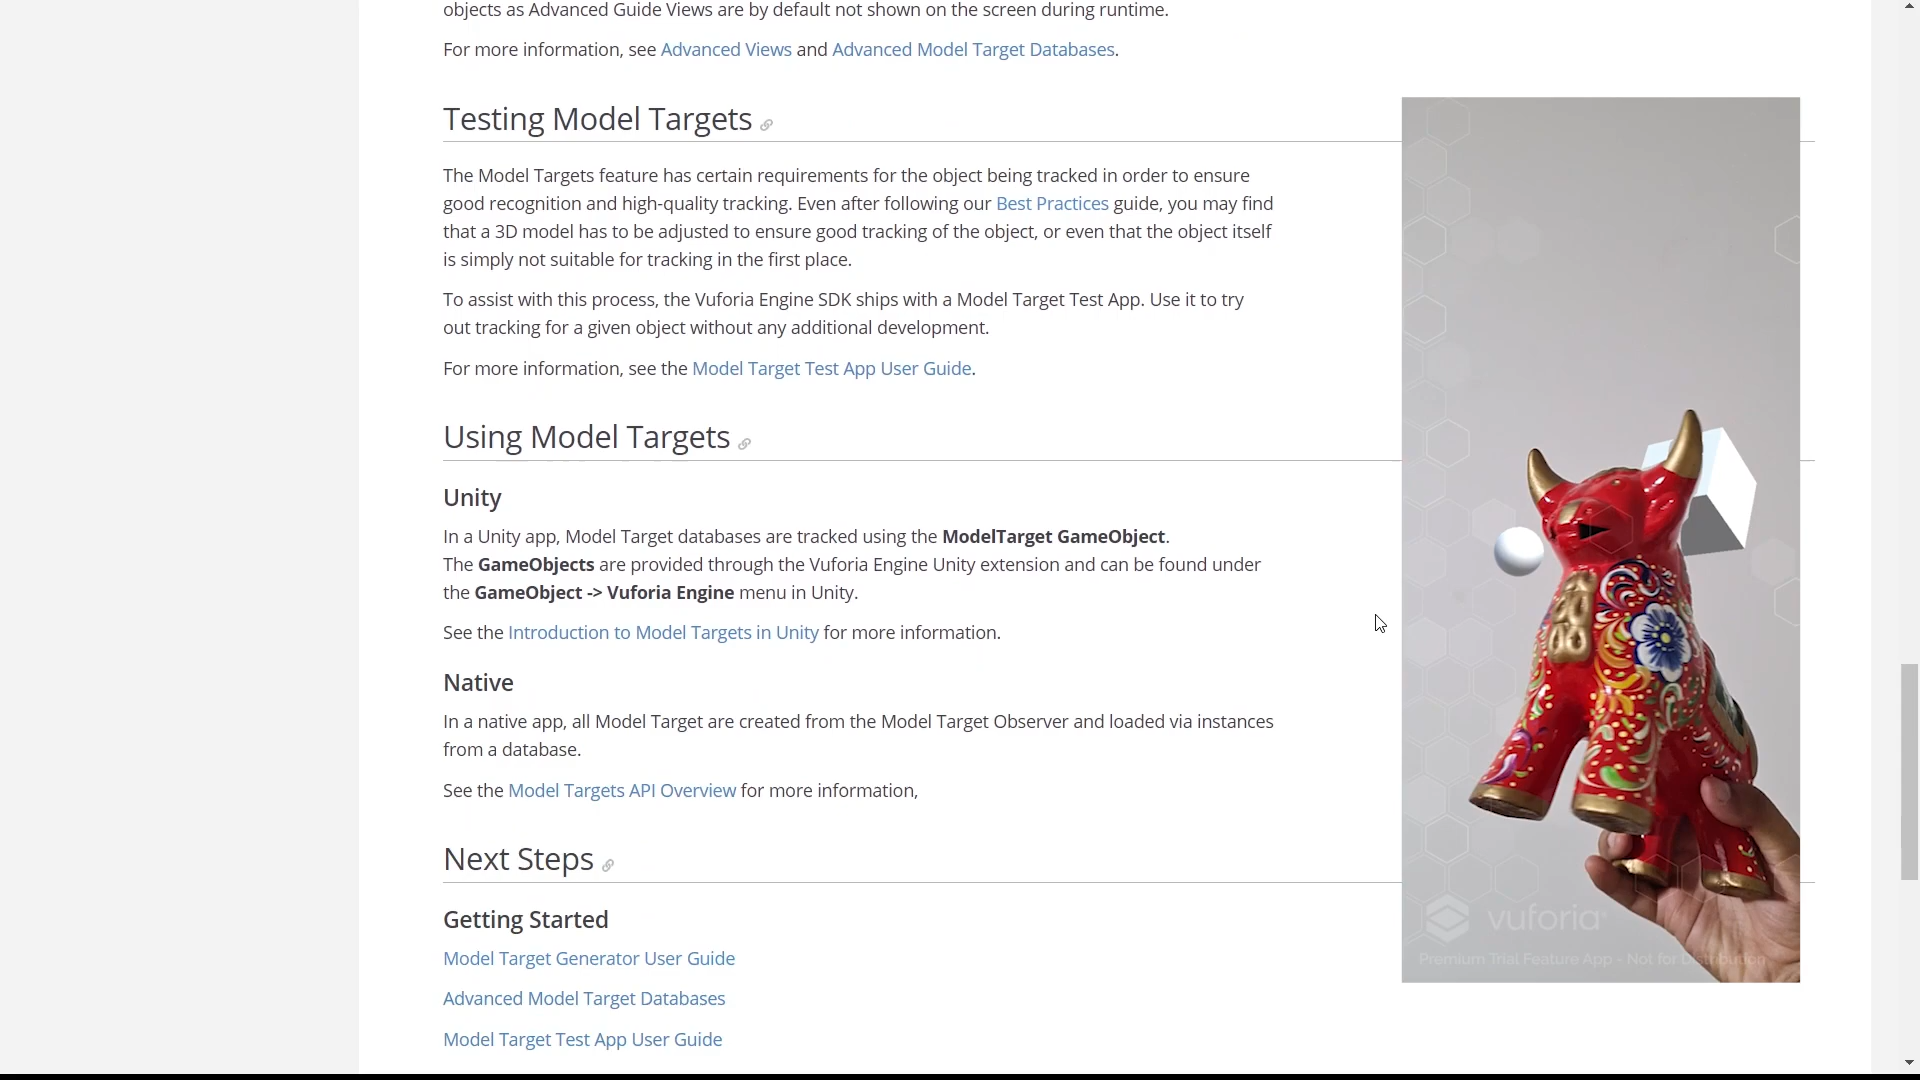 objects as Advanced Guide Views are by default not shown on the screen during runtime.
For more information, see Advanced Views and Advanced Model Target Databases.
Testing Model Targets
The Model Targets feature has certain requirements for the object being tracked in order to ensure
good recognition and high-quality tracking. Even after following our Best Practices guide, you may find
that a 3D model has to be adjusted to ensure good tracking of the object, or even that the object itself
is simply not suitable for tracking in the first place.
To assist with this process, the Vuforia Engine SDK ships with a Model Target Test App. Use it to try
out tracking for a given object without any additional development.
For more information, see the Model Target Test App User Guide.
Using Model Targets
Unity
In a Unity app, Model Target databases are tracked using the ModelTarget GameObject.
The GameObjects are provided through the Vuforia Engine Unity extension and can be found under
the GameObject -> Vuforia Engine menu in Unity.
See the Introduction to Model Targets in Unity for more information.
Native
In a native app, all Model Target are created from the Model Target Observer and loaded via instances
from a database.
See the Model Targets API Overview for more information,
Next Steps
Getting Started
Model Target Generator User Guide
Advanced Model Target Databases
Model Target Test App User Guide
vuforia
Premium Trial Feature App - Not for Distribution